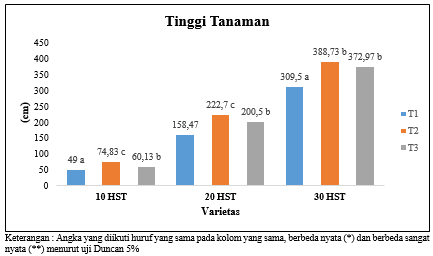 Tinggi Tanaman
450
400
350
300
250
200
150
100
50
0
(cm)
49 a
74,83 c
60,13 b
158,47
222,7 c
200,5 b
309,5 a
388,73 b
372,97 b
10 HST
20 HST
30 HST
Varietas
T1
T2
T3
Keterangan : Angka yang diikuti huruf yang sama pada kolom yang sama, berbeda nyata (*) dan berbeda sangat
nyata (**) menurut uji Duncan 5%